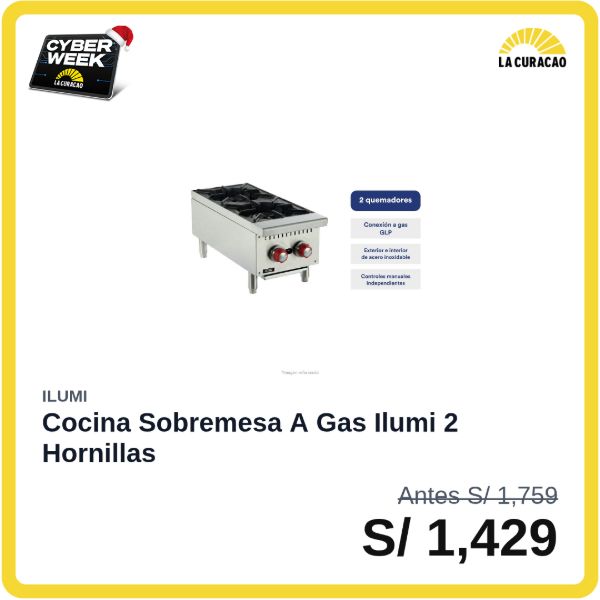 CYBER
WEEK
LA CURACAO
LA CURACAO
2 quemadores
Conexión a gas
GLP
Exterior e interior
de acero inoxidable
Controles manuales
independientes
ILUMI
Cocina Sobremesa A Gas Ilumi 2
Hornillas
Antes S/ 1,759
S/ 1,429